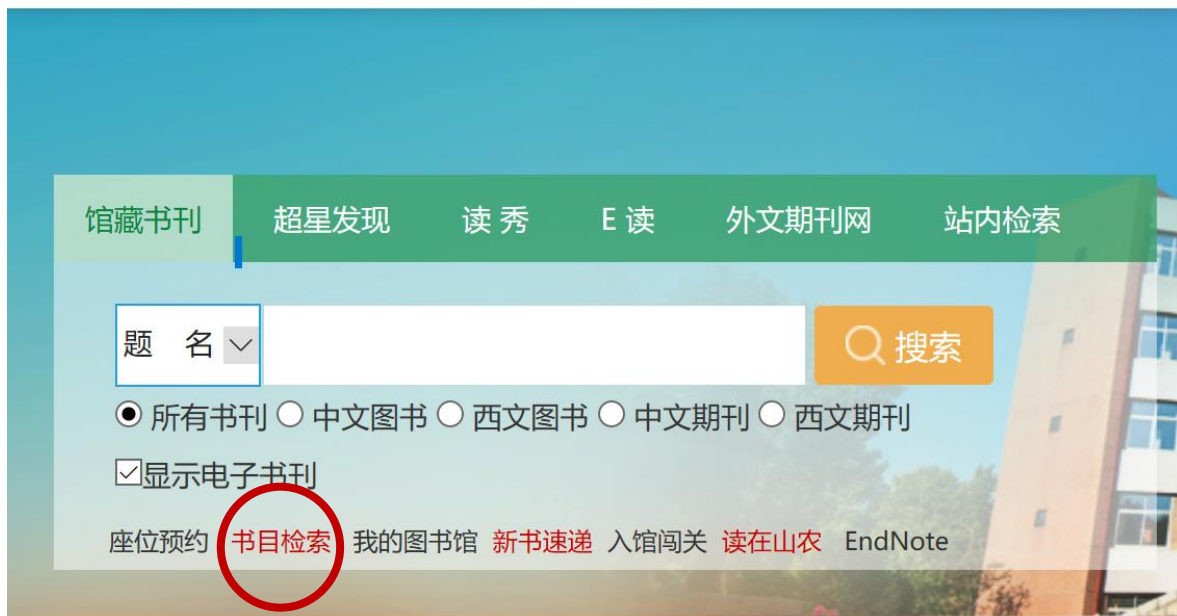 馆藏书刊 超星发现 读 秀 E 读 外文期刊网 站内检索
题 名 搜索
所有书刊 中文图书 西文图书 中文期刊 西文期刊
显示电子书刊
座位预约 书目检索 我的图书馆 新书速递 入馆闯关 读在山农 EndNote